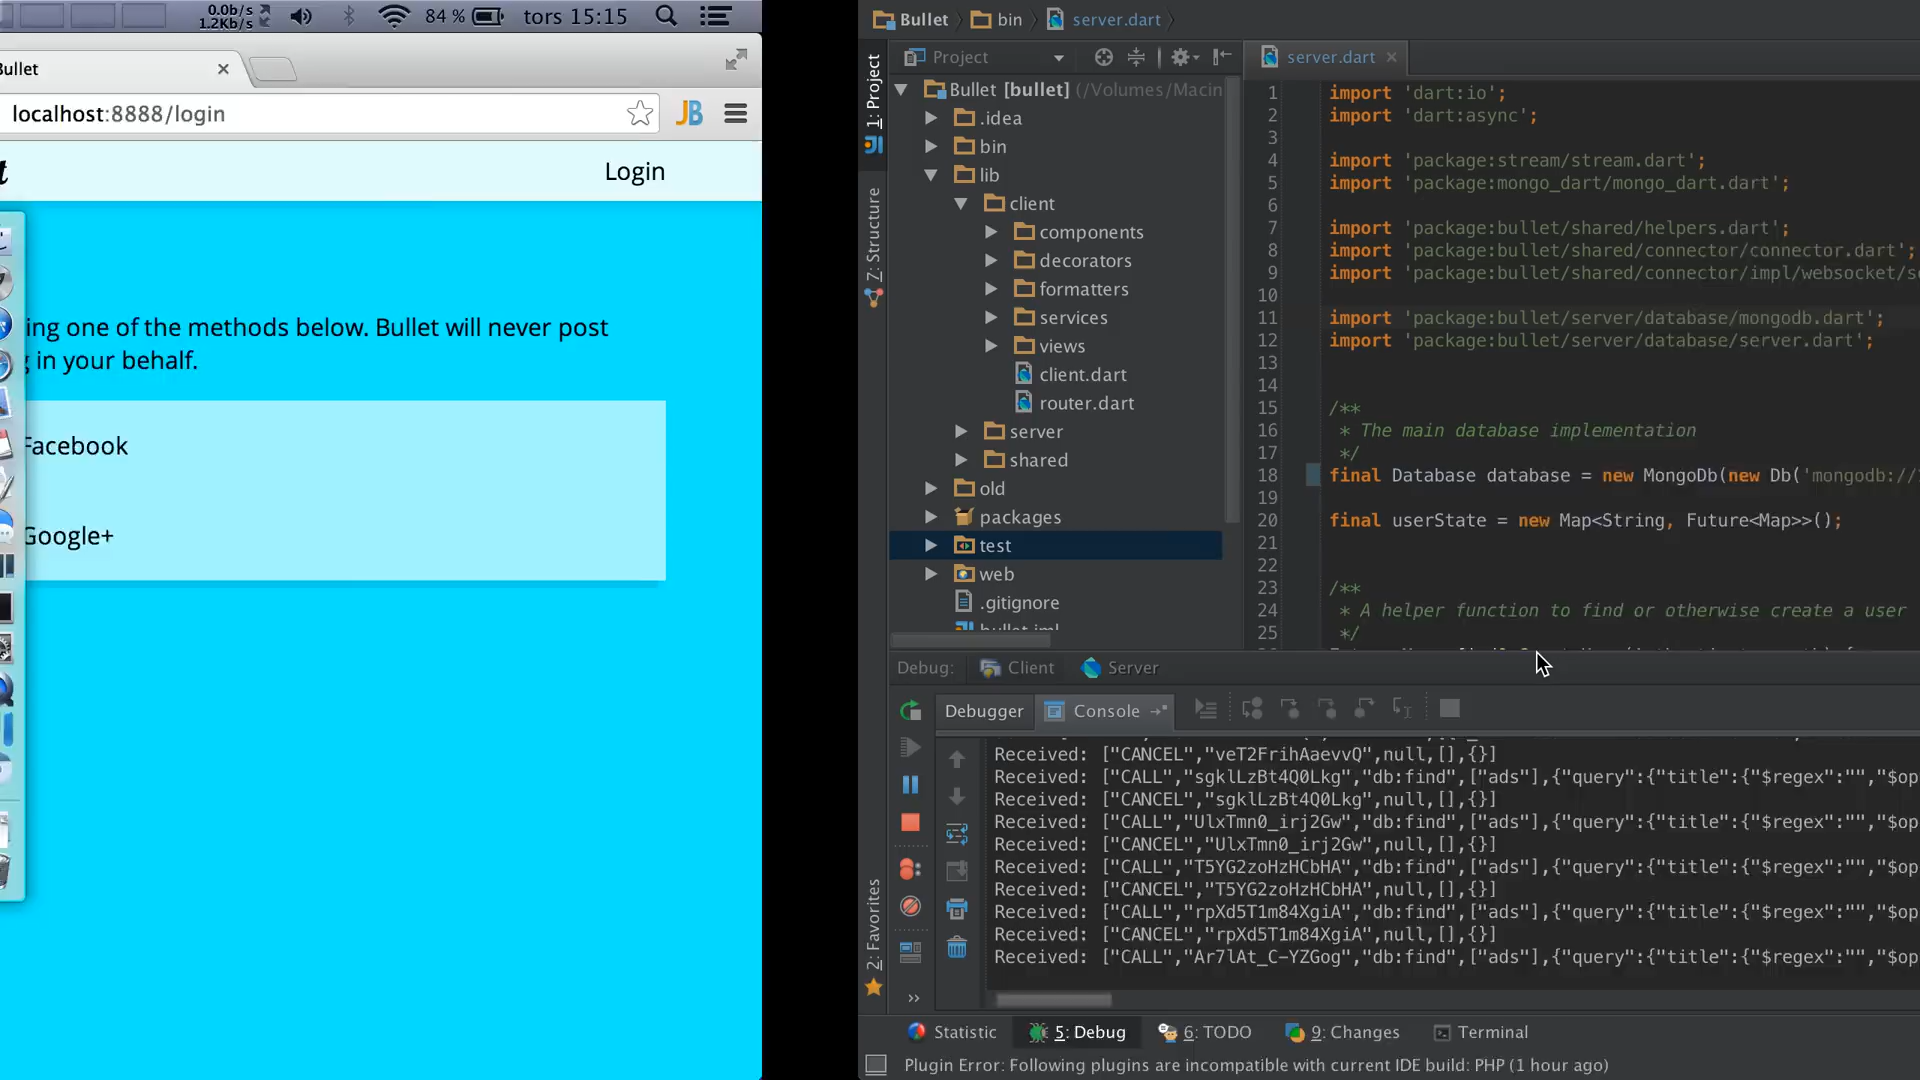 0.0b/s
1.2Kb/s
84 %
tors 15:15
Bullet
localhost:8888/login
t
Login
ing one of the methods below. Bullet will never post
g in your behalf.
Facebook
Google+
Bullet
bin
server.dart
1: Project
Z: Structure
2: Favorites
Project
Bullet [bullet] (/Volumes/Macin
.idea
bin
lib
client
components
decorators
formatters
services
views
client.dart
router.dart
server
shared
old
packages
test
web
.gitignore
bullet.iml
server.dart
1 import 'dart:io';
2 import 'dart:async';
3
4 import 'package:stream/stream.dart';
5 import 'package:mongo_dart/mongo_dart.dart';
6
7 import 'package:bullet/shared/helpers.dart';
8 import 'package:bullet/shared/connector/connector.dart';
9 import 'package:bullet/shared/connector/impl/websocket/s
10
11 import 'package:bullet/server/database/mongodb.dart';
12 import 'package:bullet/server/database/server.dart';
13
14
15 /**
16 * The main database implementation
17 */
18 final Database database = new MongoDb(new Db('mongodb://
19
20 final userState = new Map<String, Future<Map>>();
21
22
23 /**
24 * A helper function to find or otherwise create a user
25 */
Debug: Client Server
Debugger Console
Received: ["CANCEL","veT2FrihAaevvQ",null,[],{}]
Received: ["CALL","sgklLzBt4Q0Lkg","db:find",["ads"],{"query":{"title":{"$regex":"","$op
Received: ["CANCEL","sgklLzBt4Q0Lkg",null,[],{}]
Received: ["CALL","UlxTmn0_irj2Gw","db:find",["ads"],{"query":{"title":{"$regex":"","$op
Received: ["CANCEL","UlxTmn0_irj2Gw",null,[],{}]
Received: ["CALL","T5YG2zoHzHCbHA","db:find",["ads"],{"query":{"title":{"$regex":"","$op
Received: ["CANCEL","T5YG2zoHzHCbHA",null,[],{}]
Received: ["CALL","rpXd5T1m84XgiA","db:find",["ads"],{"query":{"title":{"$regex":"","$op
Received: ["CANCEL","rpXd5T1m84XgiA",null,[],{}]
Received: ["CALL","Ar7lAt_C-YZGog","db:find",["ads"],{"query":{"title":{"$regex":"","$op
Statistic 5: Debug 6: TODO 9: Changes Terminal
Plugin Error: Following plugins are incompatible with current IDE build: PHP (1 hour ago)